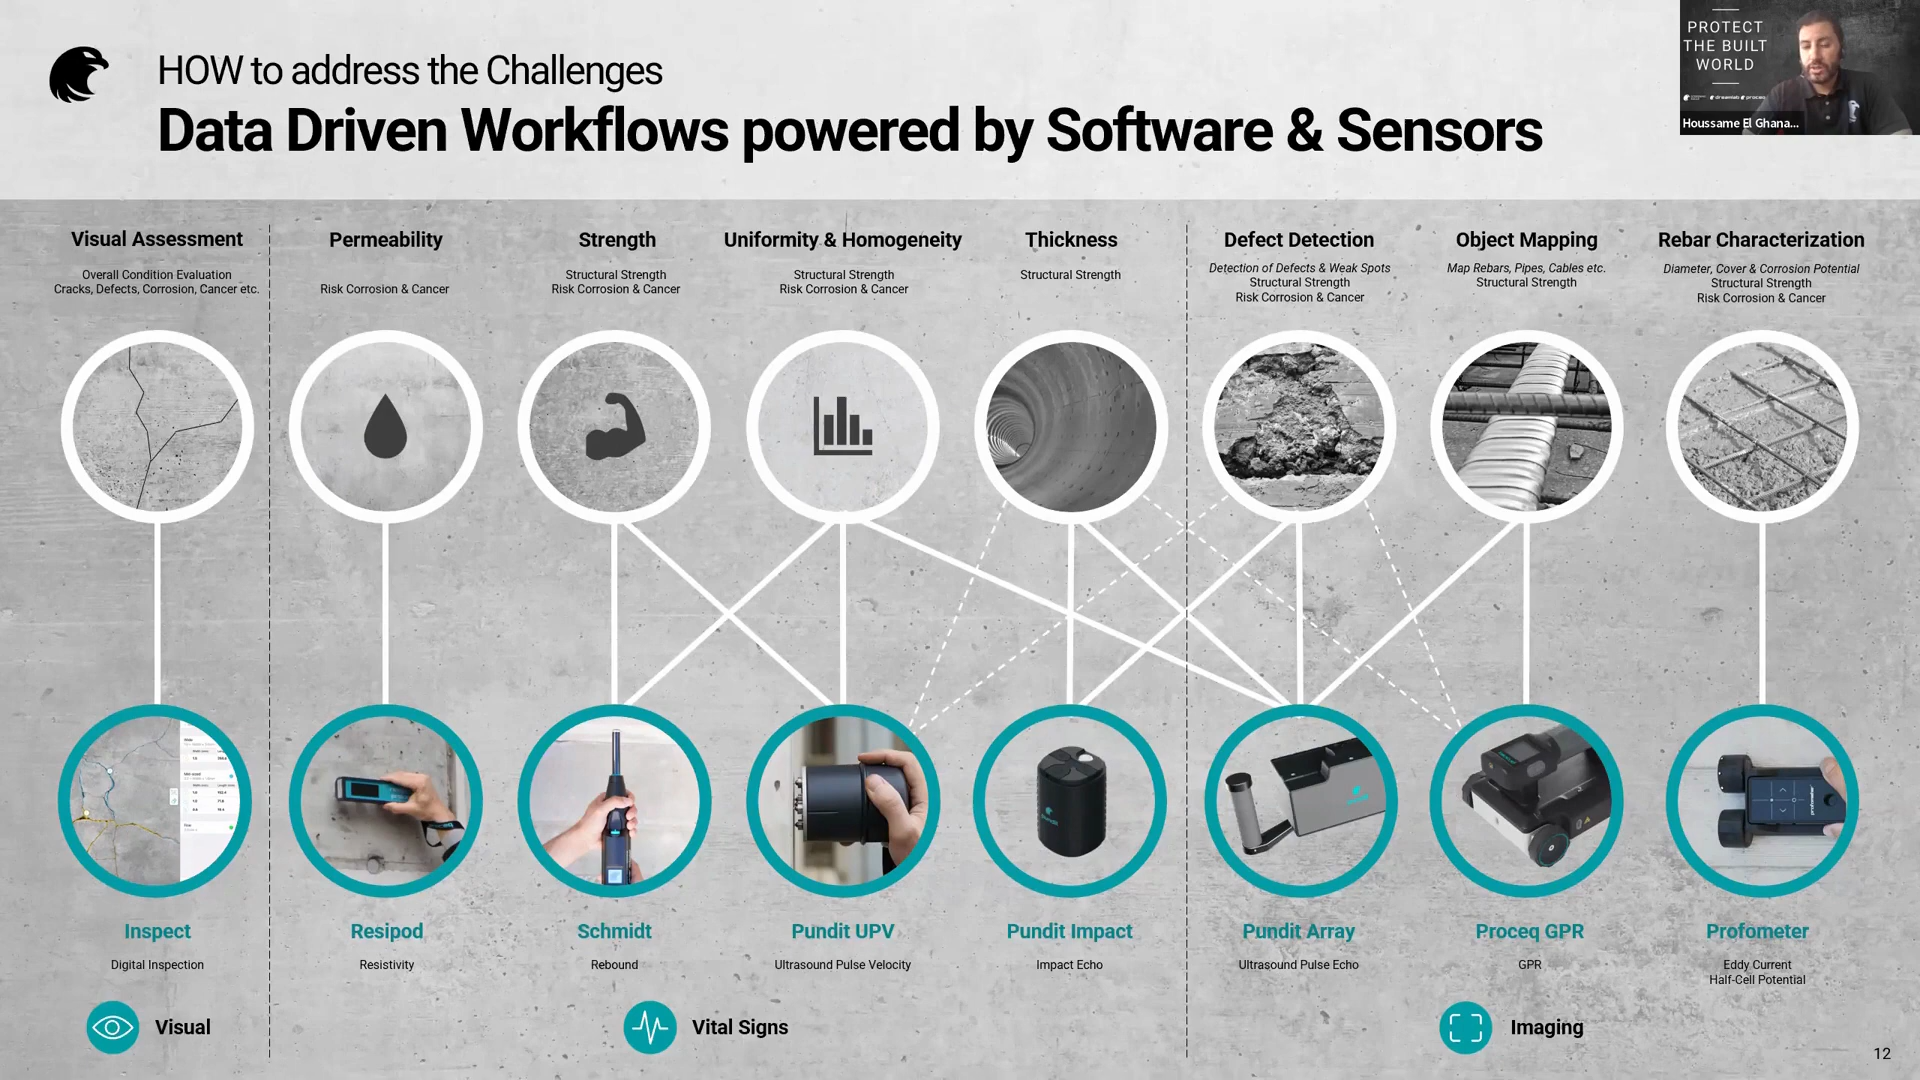 HOW to address the Challenges
Data Driven Workflows powered by Software & Sensors
PROTECT
THE BUILT
WORLD
Houssame El Ghana...
Visual Assessment
Overall Condition Evaluation
Cracks, Defects, Corrosion, Cancer etc.
Permeability
Risk Corrosion & Cancer
Strength
Structural Strength
Risk Corrosion & Cancer
Uniformity & Homogeneity
Structural Strength
Risk Corrosion & Cancer
Thickness
Structural Strength
Defect Detection
Detection of Defects & Weak Spots
Structural Strength
Risk Corrosion & Cancer
Object Mapping
Map Rebars, Pipes, Cables etc.
Structural Strength
Rebar Characterization
Diameter, Cover & Corrosion Potential
Structural Strength
Risk Corrosion & Cancer
Inspect
Digital Inspection
Resipod
Resistivity
Schmidt
Rebound
Pundit UPV
Ultrasound Pulse Velocity
Pundit Impact
Impact Echo
Pundit Array
Ultrasound Pulse Echo
Proceq GPR
GPR
Profometer
Eddy Current
Half-Cell Potential
Visual
Vital Signs
Imaging
12